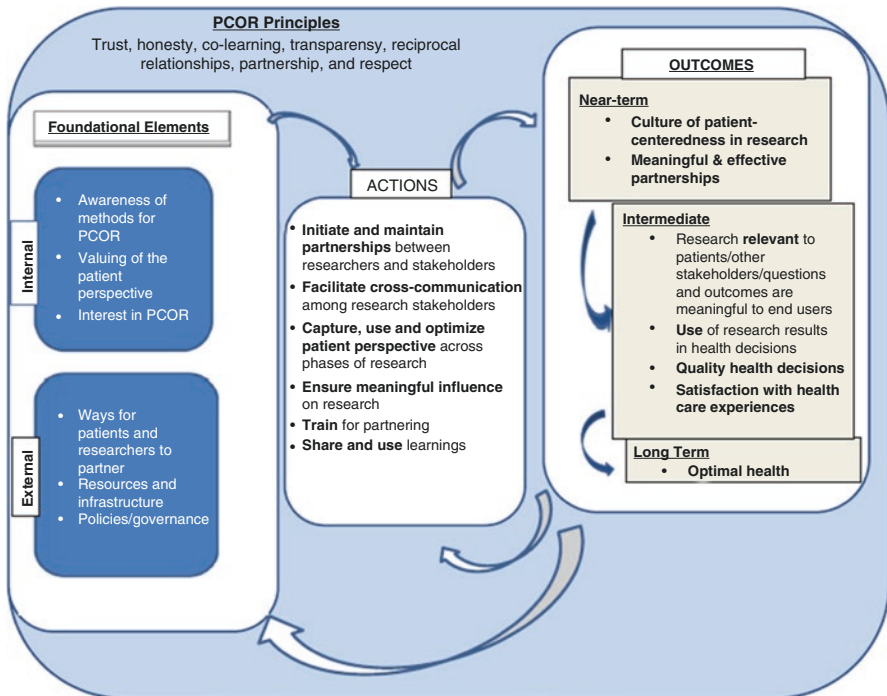 PCOR Principles
Trust, honesty, co-learning, transparensy, reciprocal
relationships, partnership, and respect
Foundational Elements
Internal
• Awareness of
methods for
PCOR
• Valuing of the
patient
perspective
• Interest in PCOR
External
• Ways for
patients and
researchers to
partner
• Resources and
infrastructure
• Policies/governance
ACTIONS
• Initiate and maintain
partnerships between
researchers and stakeholders
• Facilitate cross-communication
among research stakeholders
• Capture, use and optimize
patient perspective across
phases of research
• Ensure meaningful influence
on research
• Train for partnering
• Share and use learnings
OUTCOMES
Near-term
• Culture of patient-
centeredness in research
• Meaningful & effective
partnerships
Intermediate
• Research relevant to
patients/other
stakeholders/questions
and outcomes are
meaningful to end users
• Use of research results
in health decisions
• Quality health decisions
• Satisfaction with health
care experiences
Long Term
• Optimal health